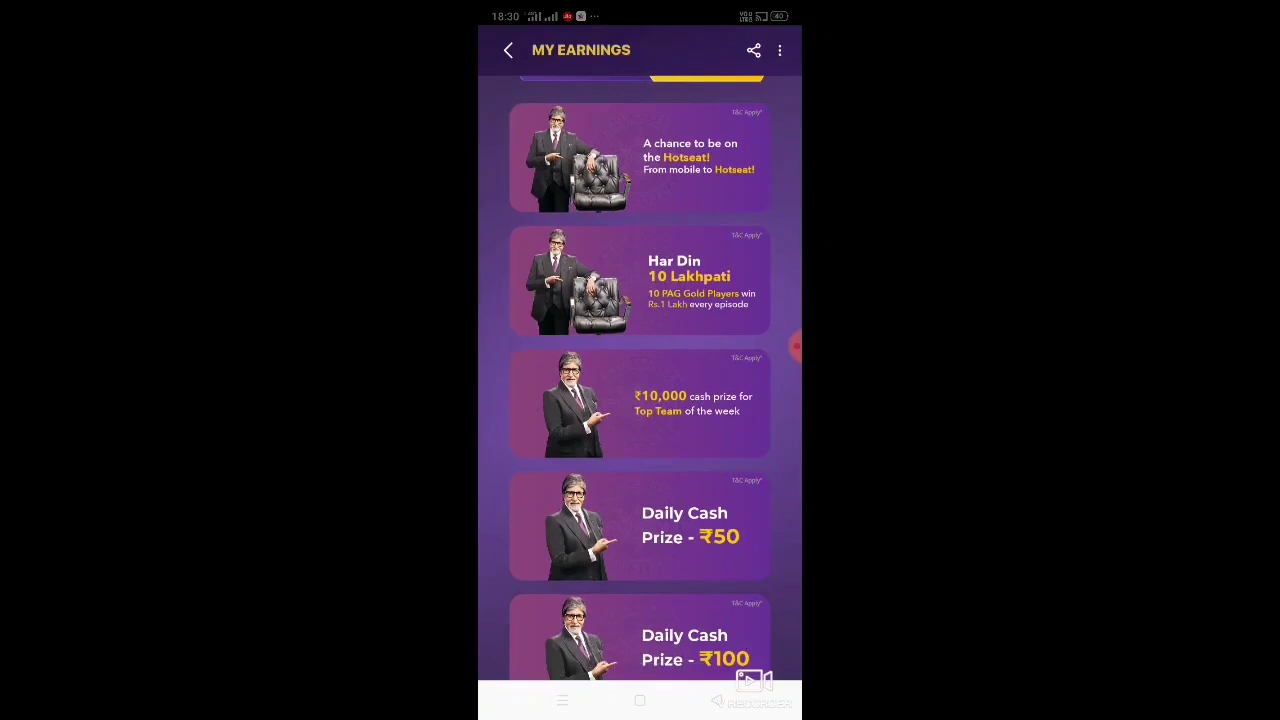 18:30
40
MY EARNINGS
T&C Apply*
A chance to be on
the Hotseat!
From mobile to Hotseat!
T&C Apply*
Har Din
10 Lakhpati
10 PAG Gold Players win
Rs.1 Lakh every episode
T&C Apply*
₹10,000 cash prize for
Top Team of the week
T&C Apply*
Daily Cash
Prize - ₹50
T&C Apply*
Daily Cash
Prize - ₹100
RECORDER